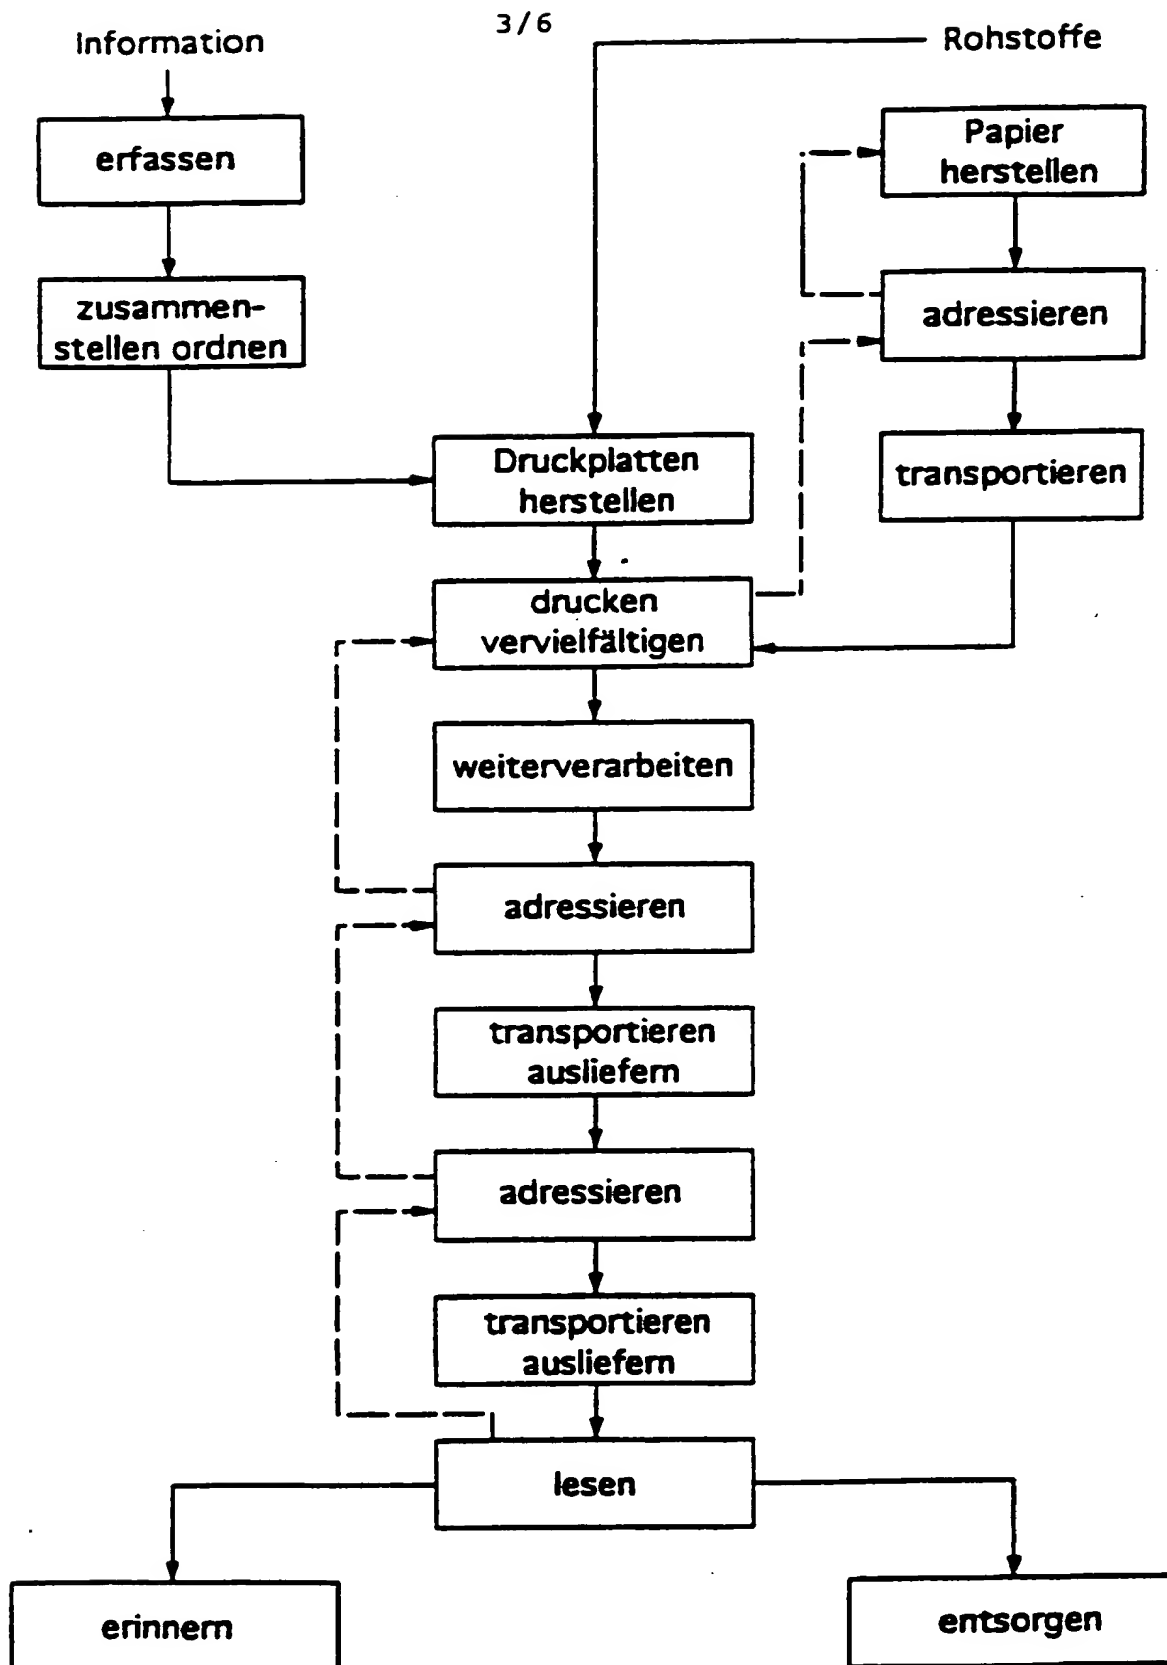 3/6
Information
Rohstoffe
erfassen
Papier
herstellen
zusammen-
stellen ordnen
adressieren
Druckplatten
herstellen
transportieren
drucken
vervielfältigen
weiterverarbeiten
adressieren
transportieren
ausliefern
adressieren
transportieren
ausliefern
lesen
erinnern
entsorgen